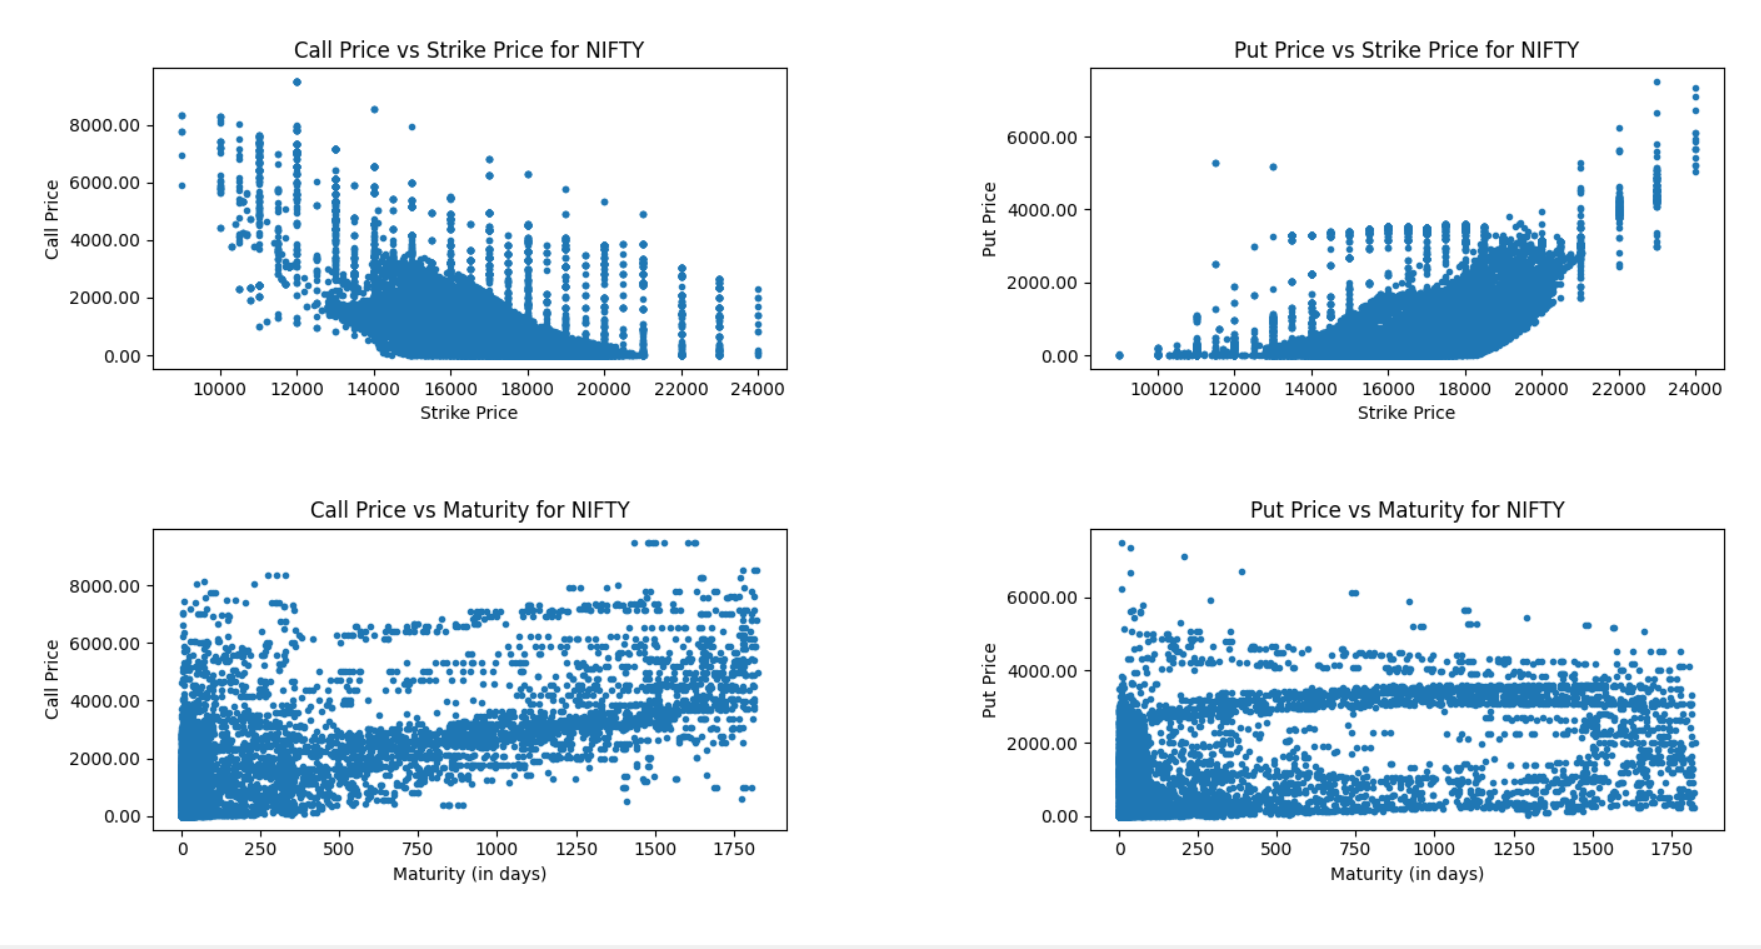 Call Price vs Strike Price for NIFTY
Call Price
8000.00
6000.00
4000.00
2000.00
0.00
10000 12000 14000 16000 18000 20000 22000 24000
Strike Price
Put Price vs Strike Price for NIFTY
Put Price
6000.00
4000.00
2000.00
0.00
10000 12000 14000 16000 18000 20000 22000 24000
Strike Price
Call Price vs Maturity for NIFTY
Call Price
8000.00
6000.00
4000.00
2000.00
0.00
0 250 500 750 1000 1250 1500 1750
Maturity (in days)
Put Price vs Maturity for NIFTY
Put Price
6000.00
4000.00
2000.00
0.00
0 250 500 750 1000 1250 1500 1750
Maturity (in days)